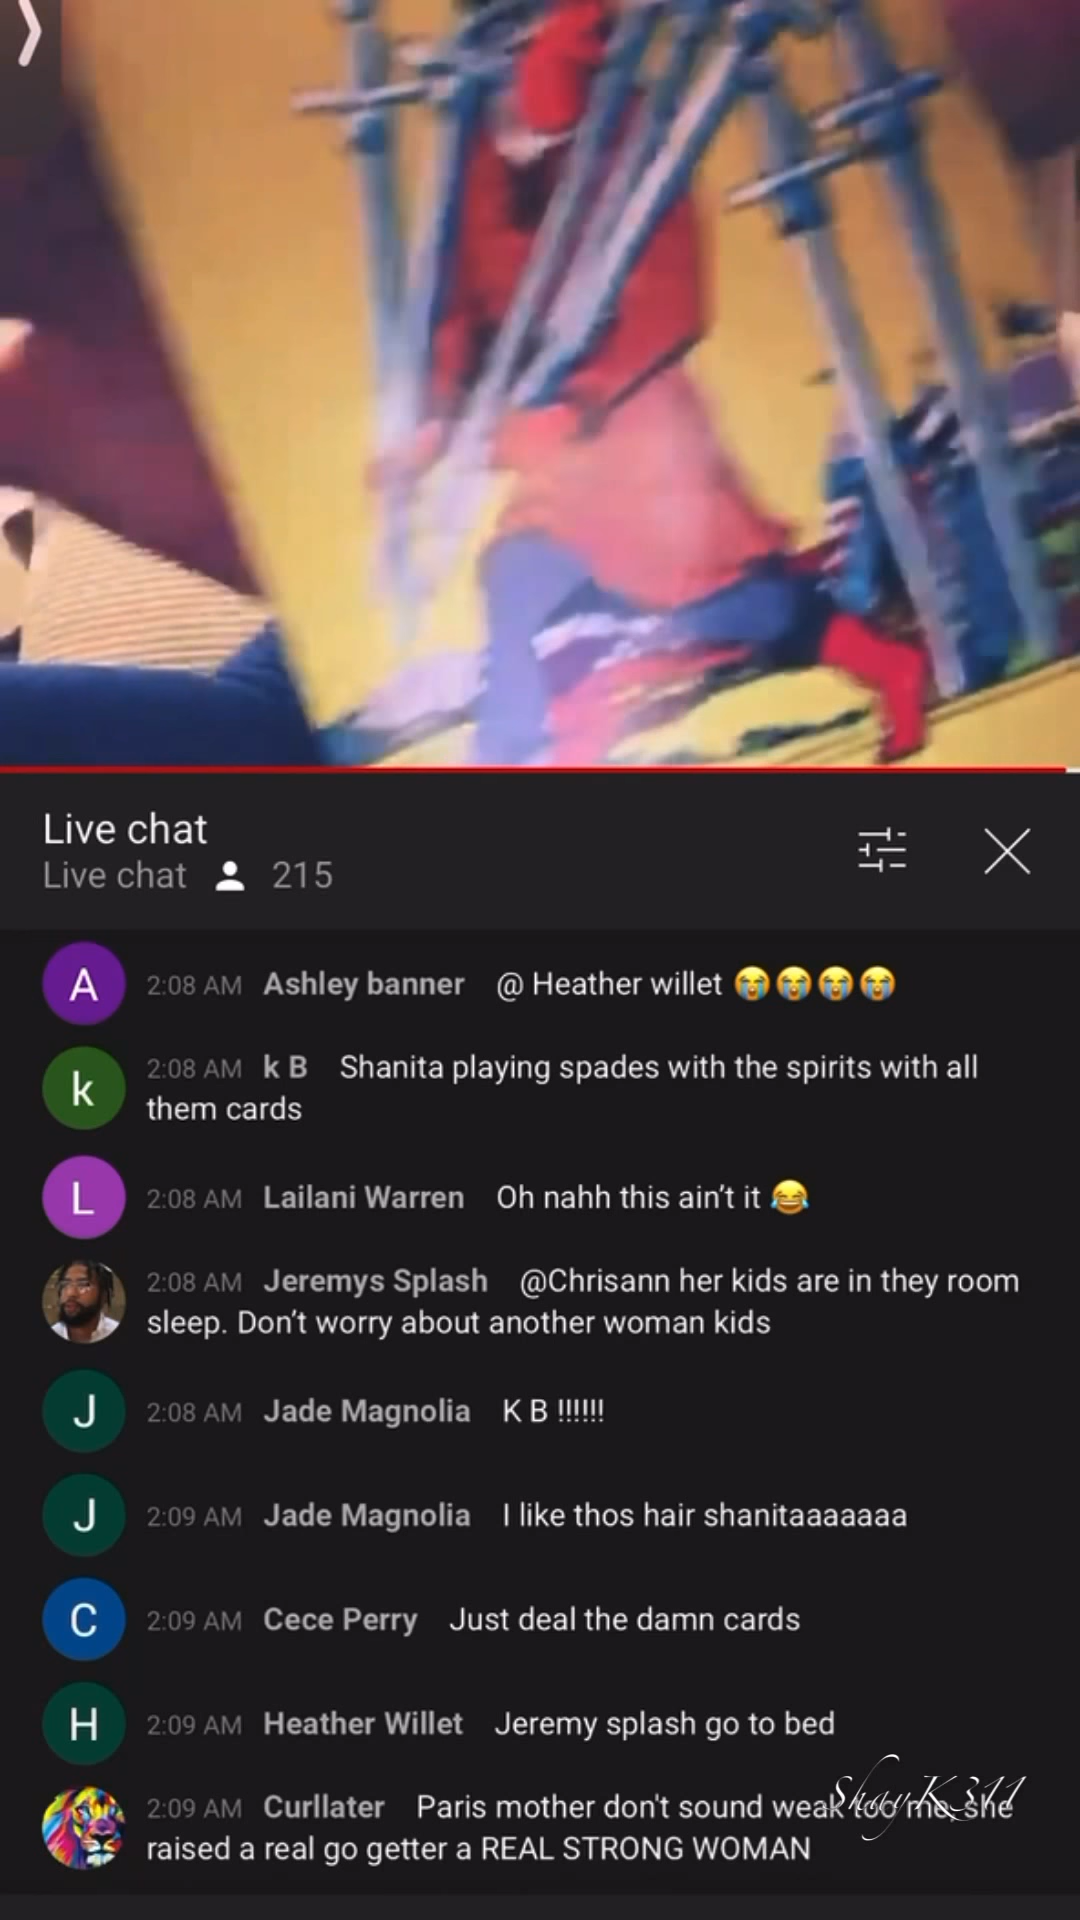 Live chat
Live chat 215
A 2:08 AM Ashley banner @ Heather willet 😭😭😭😭
k 2:08 AM k B Shanita playing spades with the spirits with all
them cards
L 2:08 AM Lailani Warren Oh nahh this ain’t it 😂
2:08 AM Jeremys Splash @Chrisann her kids are in they room
sleep. Don’t worry about another woman kids
J 2:08 AM Jade Magnolia K B !!!!!!
J 2:09 AM Jade Magnolia I like thos hair shanitaaaaaaa
C 2:09 AM Cece Perry Just deal the damn cards
H 2:09 AM Heather Willet Jeremy splash go to bed
ShayK311
2:09 AM Curllater Paris mother don't sound weak too me, she
raised a real go getter a REAL STRONG WOMAN